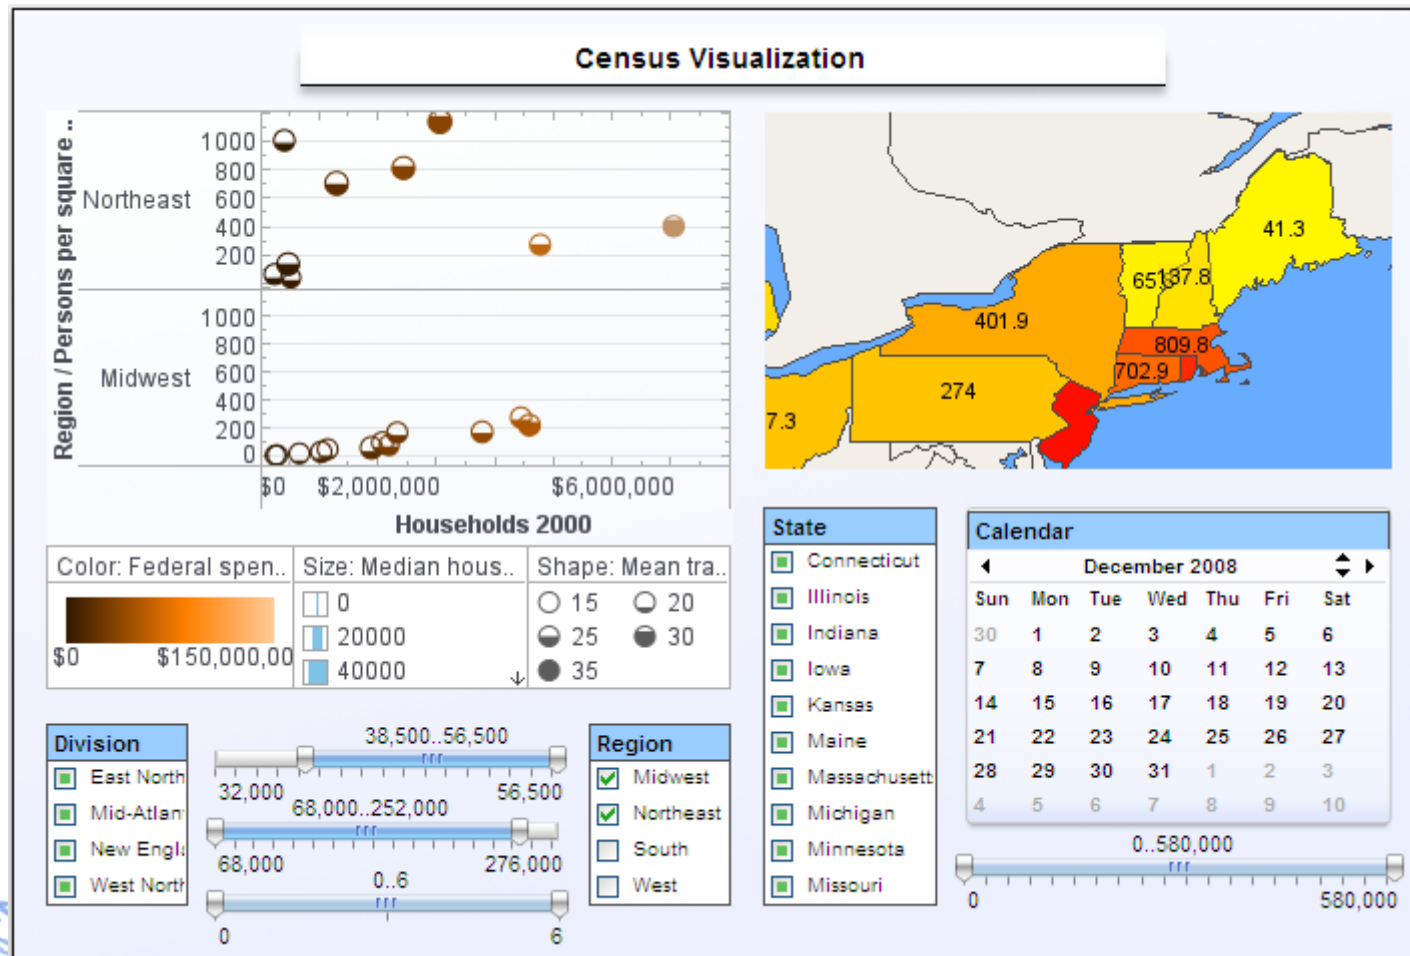 Census Visualization
Region / Persons per square ..
Northeast
1000
800
600
400
200
Midwest
1000
800
600
400
200
0
$0 $2,000,000 $6,000,000
Households 2000
Color: Federal spen..
$0 $150,000,00
Size: Median hous..
0
20000
40000
Shape: Mean tra..
15 20
25 30
35
41.3
137.8
401.9
809.8
702.9
274
7.3
Division
East North
Mid-Atlan
New Engl
West North
38,500..56,500
32,000 56,500
68,000..252,000
68,000 276,000
0..6
0 6
Region
Midwest
Northeast
South
West
State
Connecticut
Illinois
Indiana
Iowa
Kansas
Maine
Massachusett
Michigan
Minnesota
Missouri
Calendar
December 2008
Sun Mon Tue Wed Thu Fri Sat
30 1 2 3 4 5 6
7 8 9 10 11 12 13
14 15 16 17 18 19 20
21 22 23 24 25 26 27
28 29 30 31 1 2 3
4 5 6 7 8 9 10
0..580,000
0 580,000